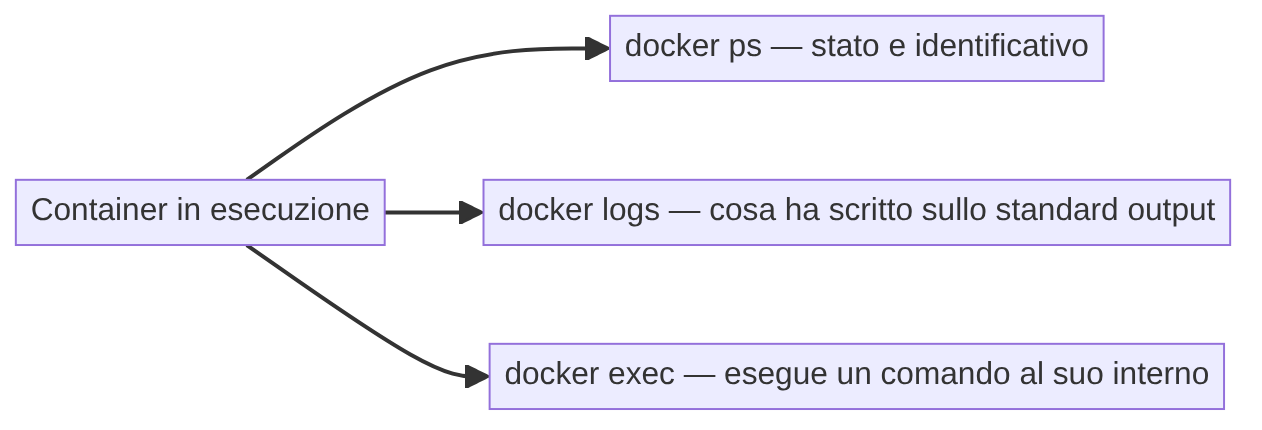 docker ps — stato e identificativo
Container in esecuzione
docker logs — cosa ha scritto sullo standard output
docker exec — esegue un comando al suo interno